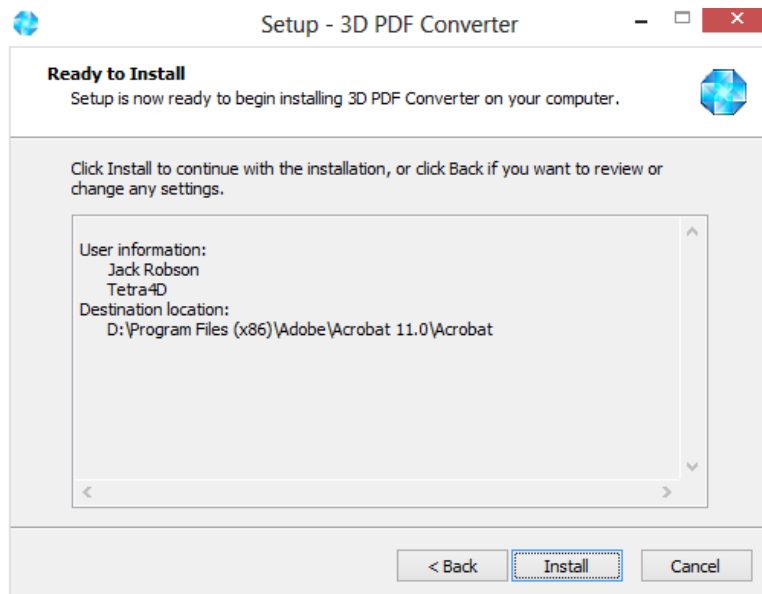 Setup - 3D PDF Converter
Ready to Install
Setup is now ready to begin installing 3D PDF Converter on your computer.
Click Install to continue with the installation, or click Back if you want to review or
change any settings.
User information:
Jack Robson
Tetra4D
Destination location:
D:\Program Files (x86)\Adobe\Acrobat 11.0\Acrobat
< Back Install Cancel